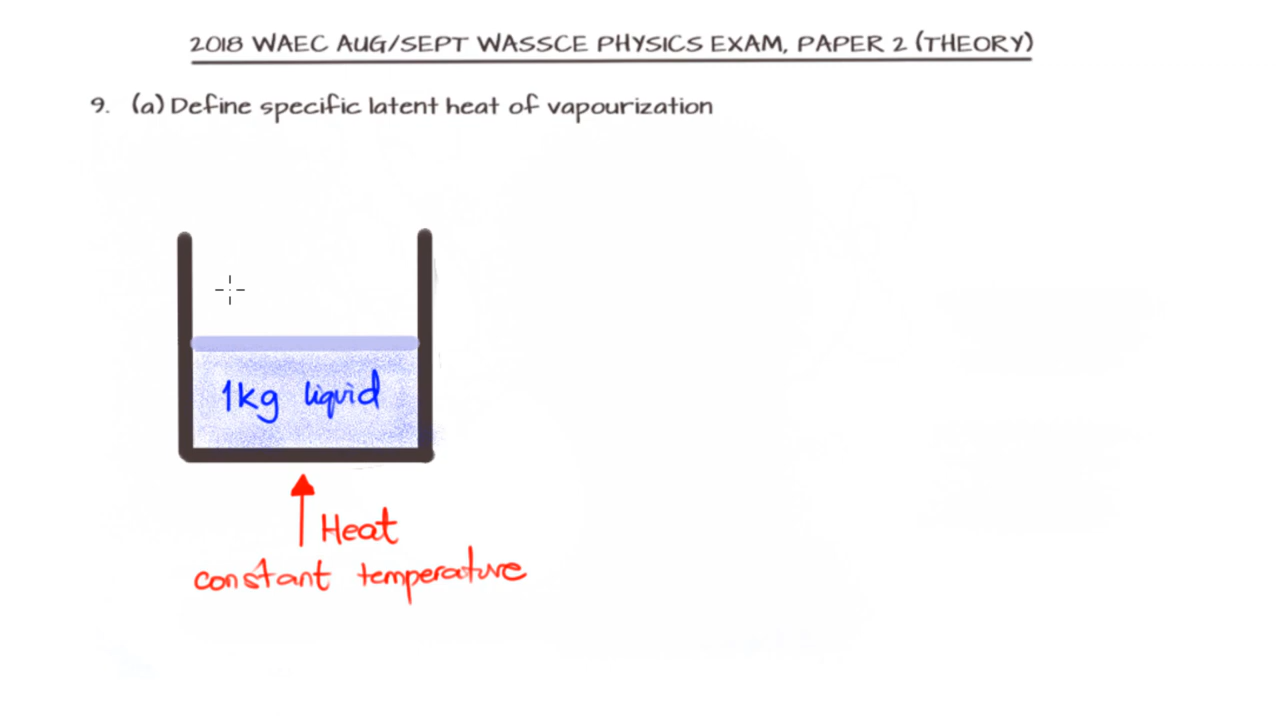 2018 WAEC AUG/SEPT WASSCE PHYSICS EXAM, PAPER 2 (THEORY)
9. (a) Define specific latent heat of vapourization
1kg liquid
Heat
constant temperature